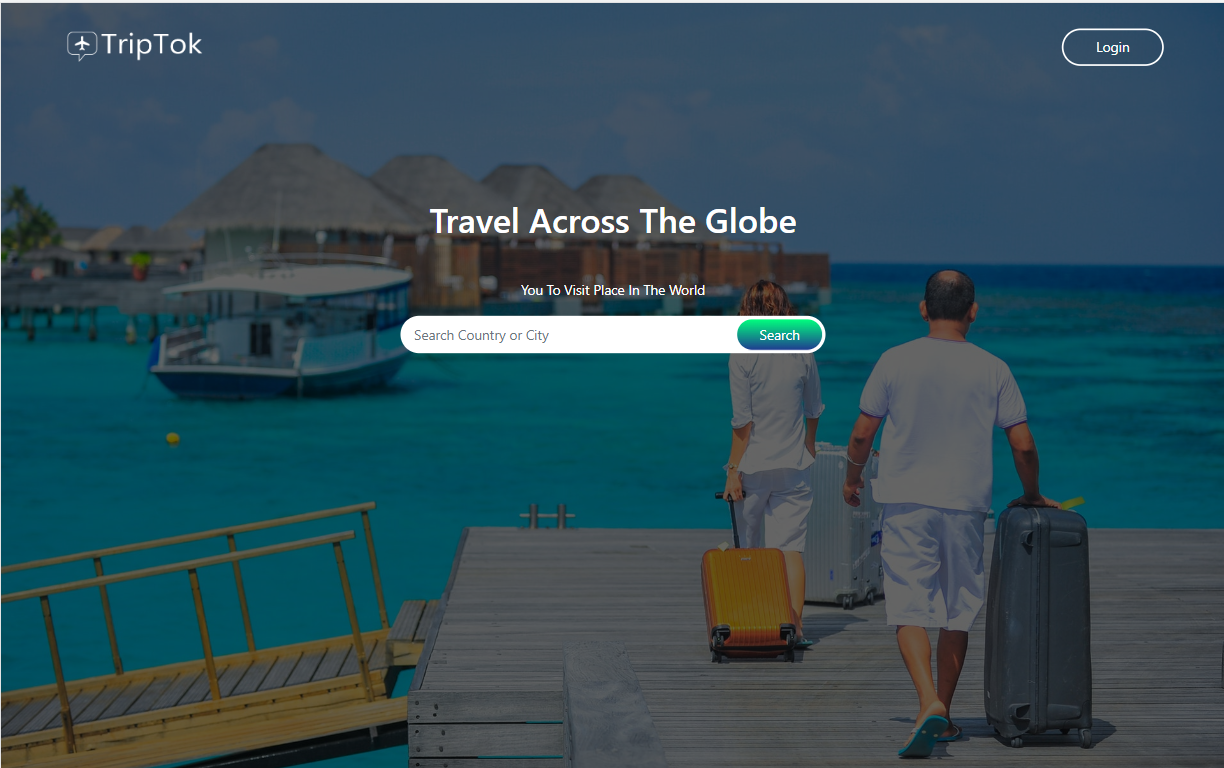 TripTok
Login
Travel Across The Globe
You To Visit Place In The World
Search Country or City
Search